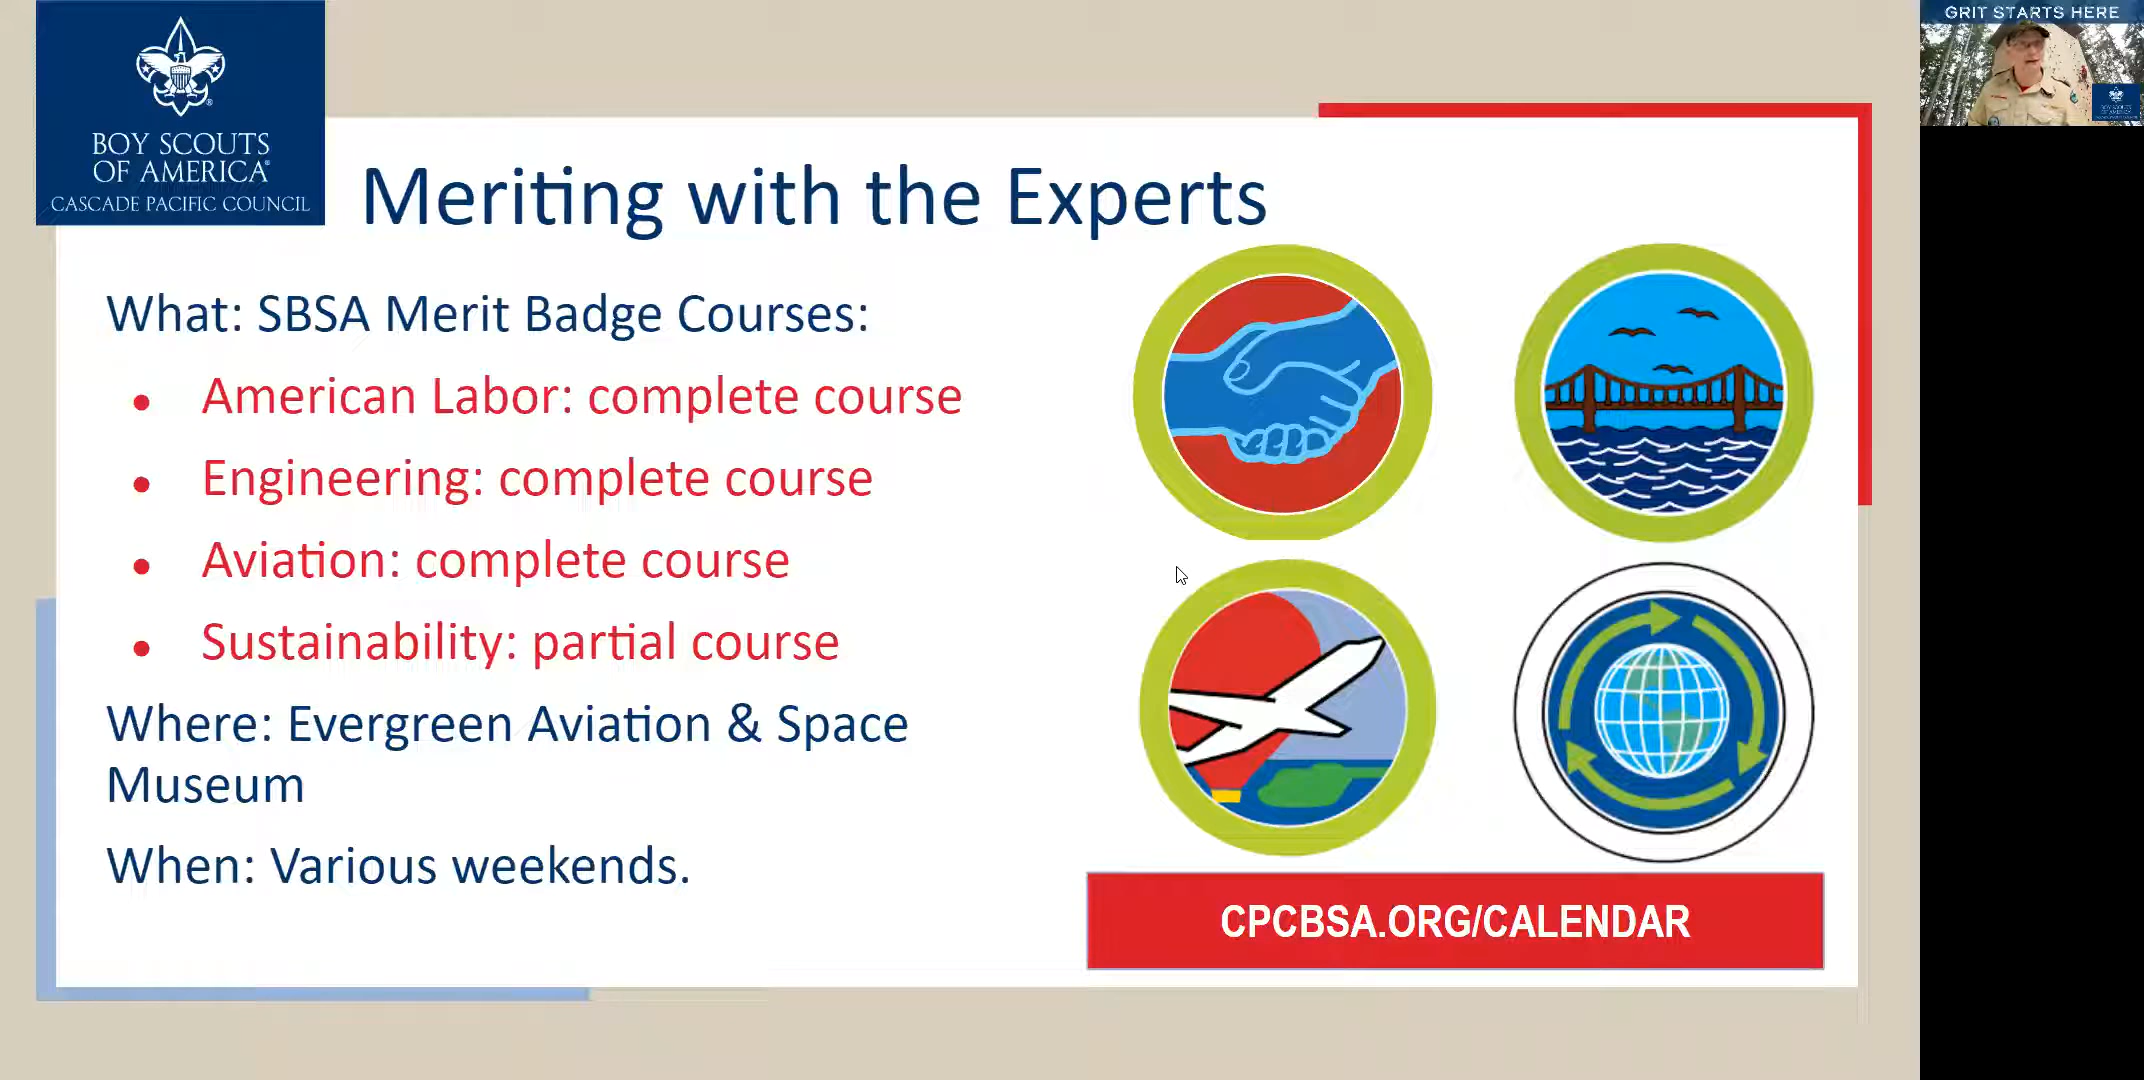 BOY SCOUTS
OF AMERICA®
CASCADE PACIFIC COUNCIL
Meriting with the Experts
What: SBSA Merit Badge Courses:
• American Labor: complete course
• Engineering: complete course
• Aviation: complete course
• Sustainability: partial course
Where: Evergreen Aviation & Space
Museum
When: Various weekends.
CPCBSA.ORG/CALENDAR
GRIT STARTS HERE